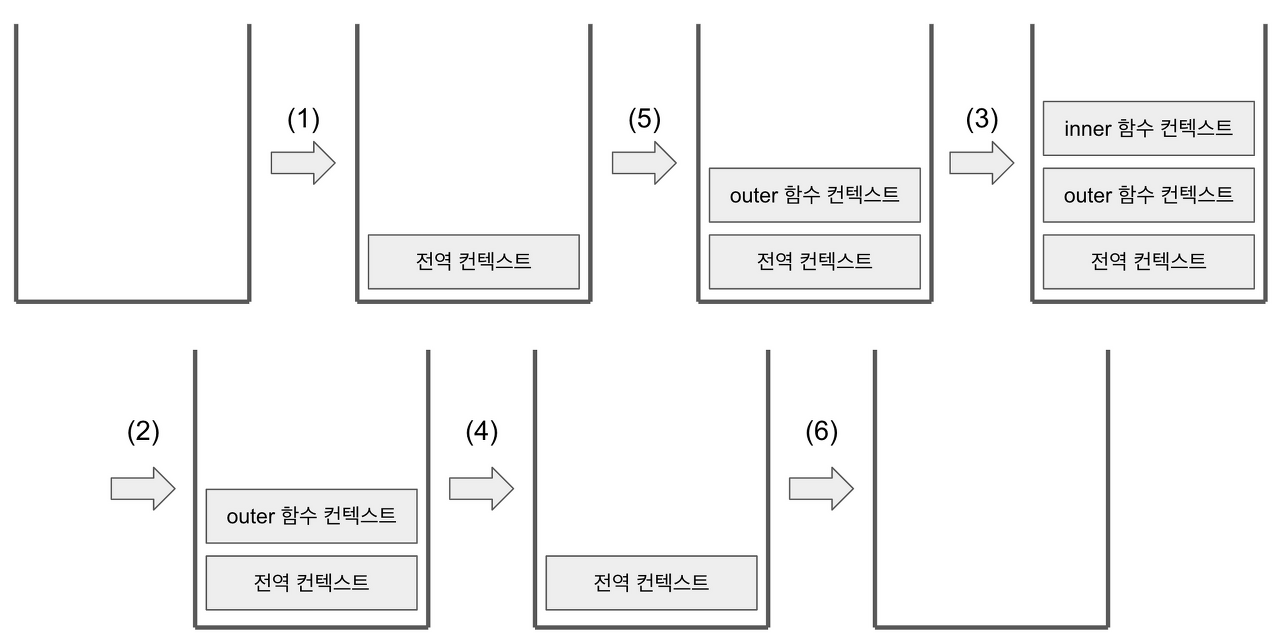 (1)
(5)
(3)
inner 함수 컨텍스트
outer 함수 컨텍스트
outer 함수 컨텍스트
전역 컨텍스트
전역 컨텍스트
전역 컨텍스트
(2)
(4)
(6)
outer 함수 컨텍스트
전역 컨텍스트
전역 컨텍스트